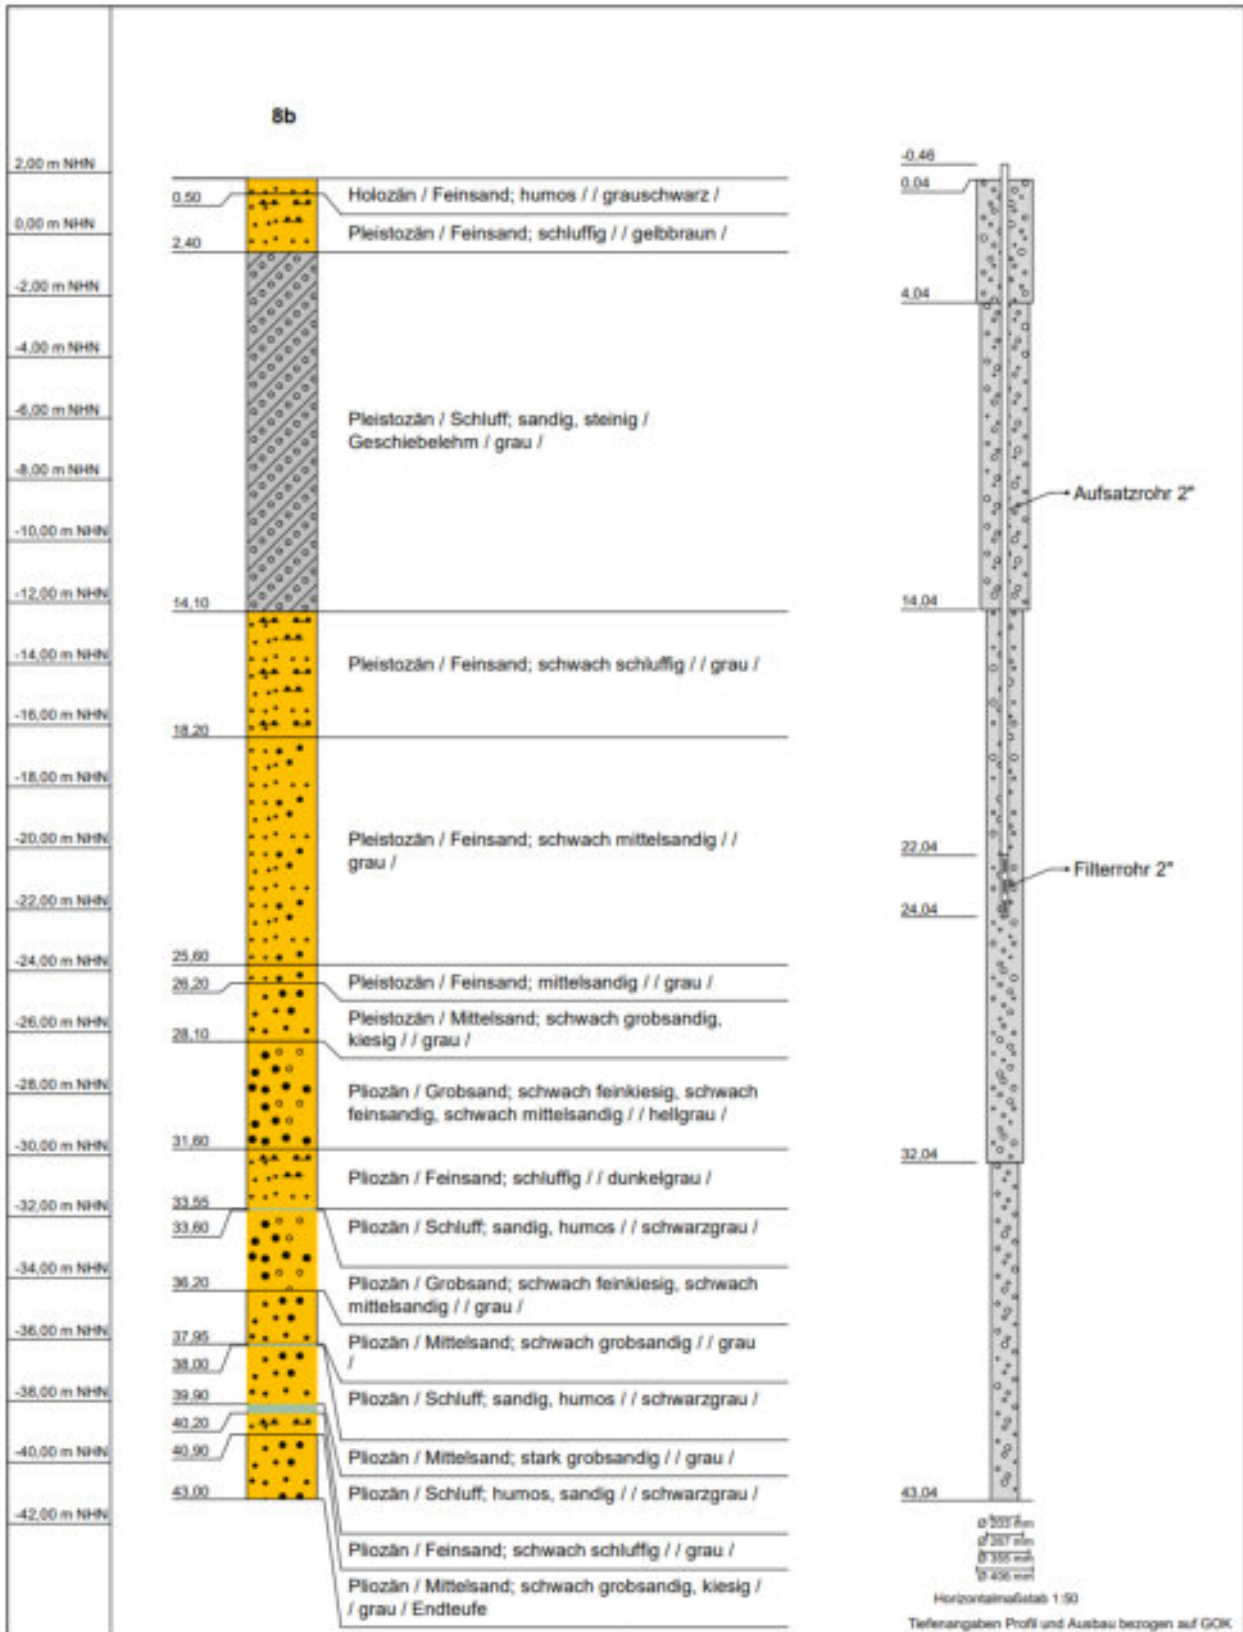 8b
2,00 m NHN
0,00 m NHN
-2,00 m NHN
-4,00 m NHN
-6,00 m NHN
-8,00 m NHN
-10,00 m NHN
-12,00 m NHN
-14,00 m NHN
-16,00 m NHN
-18,00 m NHN
-20,00 m NHN
-22,00 m NHN
-24,00 m NHN
-26,00 m NHN
-28,00 m NHN
-30,00 m NHN
-32,00 m NHN
-34,00 m NHN
-36,00 m NHN
-38,00 m NHN
-40,00 m NHN
-42,00 m NHN
0,50
2,40
14,10
18,20
25,60
26,20
28,10
31,60
33,55
33,60
36,20
37,95
38,00
39,90
40,20
40,90
43,00
Holozän / Feinsand; humos / / grauschwarz /
Pleistozän / Feinsand; schluffig / / gelbbraun /
Pleistozän / Schluff; sandig, steinig /
Geschiebelehm / grau /
Pleistozän / Feinsand; schwach schluffig / / grau /
Pleistozän / Feinsand; schwach mittelsandig / /
grau /
Pleistozän / Feinsand; mittelsandig / / grau /
Pleistozän / Mittelsand; schwach grobsandig,
kiesig / / grau /
Pliozän / Grobsand; schwach feinkiesig, schwach
feinsandig, schwach mittelsandig / / hellgrau /
Pliozän / Feinsand; schluffig / / dunkelgrau /
Pliozän / Schluff; sandig, humos / / schwarzgrau /
Pliozän / Grobsand; schwach feinkiesig, schwach
mittelsandig / / grau /
Pliozän / Mittelsand; schwach grobsandig / / grau
/
Pliozän / Schluff; sandig, humos / / schwarzgrau /
Pliozän / Mittelsand; stark grobsandig / / grau /
Pliozän / Schluff; humos, sandig / / schwarzgrau /
Pliozän / Feinsand; schwach schluffig / / grau /
Pliozän / Mittelsand; schwach grobsandig, kiesig /
/ grau / Endteufe
-0,46
0,04
4,04
14,04
22,04
24,04
32,04
43,04
Aufsatzrohr 2"
Filterrohr 2"
Ø 203 mm
Ø 267 mm
Ø 355 mm
Ø 406 mm
Horizontalmaßstab 1:50
Tiefenangaben Profil und Ausbau bezogen auf GOK